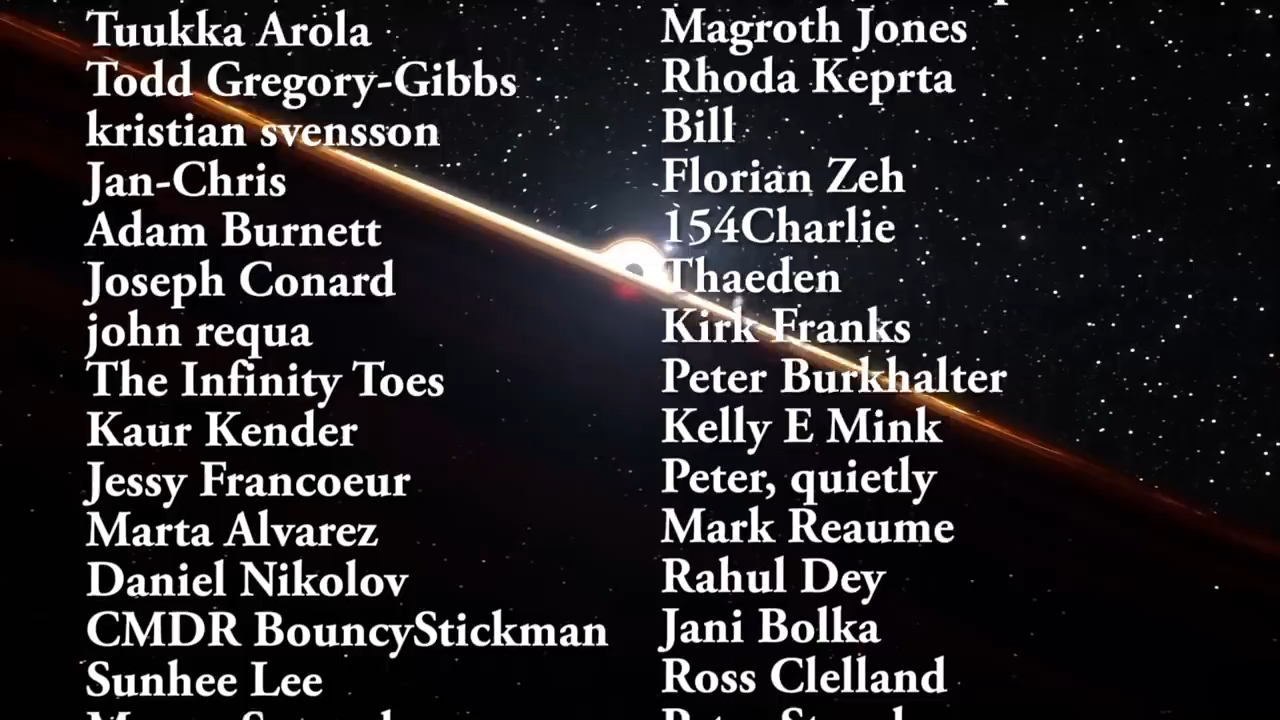 Tuukka Arola
Todd Gregory-Gibbs
kristian svensson
Jan-Chris
Adam Burnett
Joseph Conard
john requa
The Infinity Toes
Kaur Kender
Jessy Francoeur
Marta Alvarez
Daniel Nikolov
CMDR BouncyStickman
Sunhee Lee
Magroth Jones
Rhoda Keprta
Bill
Florian Zeh
154Charlie
Thaeden
Kirk Franks
Peter Burkhalter
Kelly E Mink
Peter, quietly
Mark Reaume
Rahul Dey
Jani Bolka
Ross Clelland